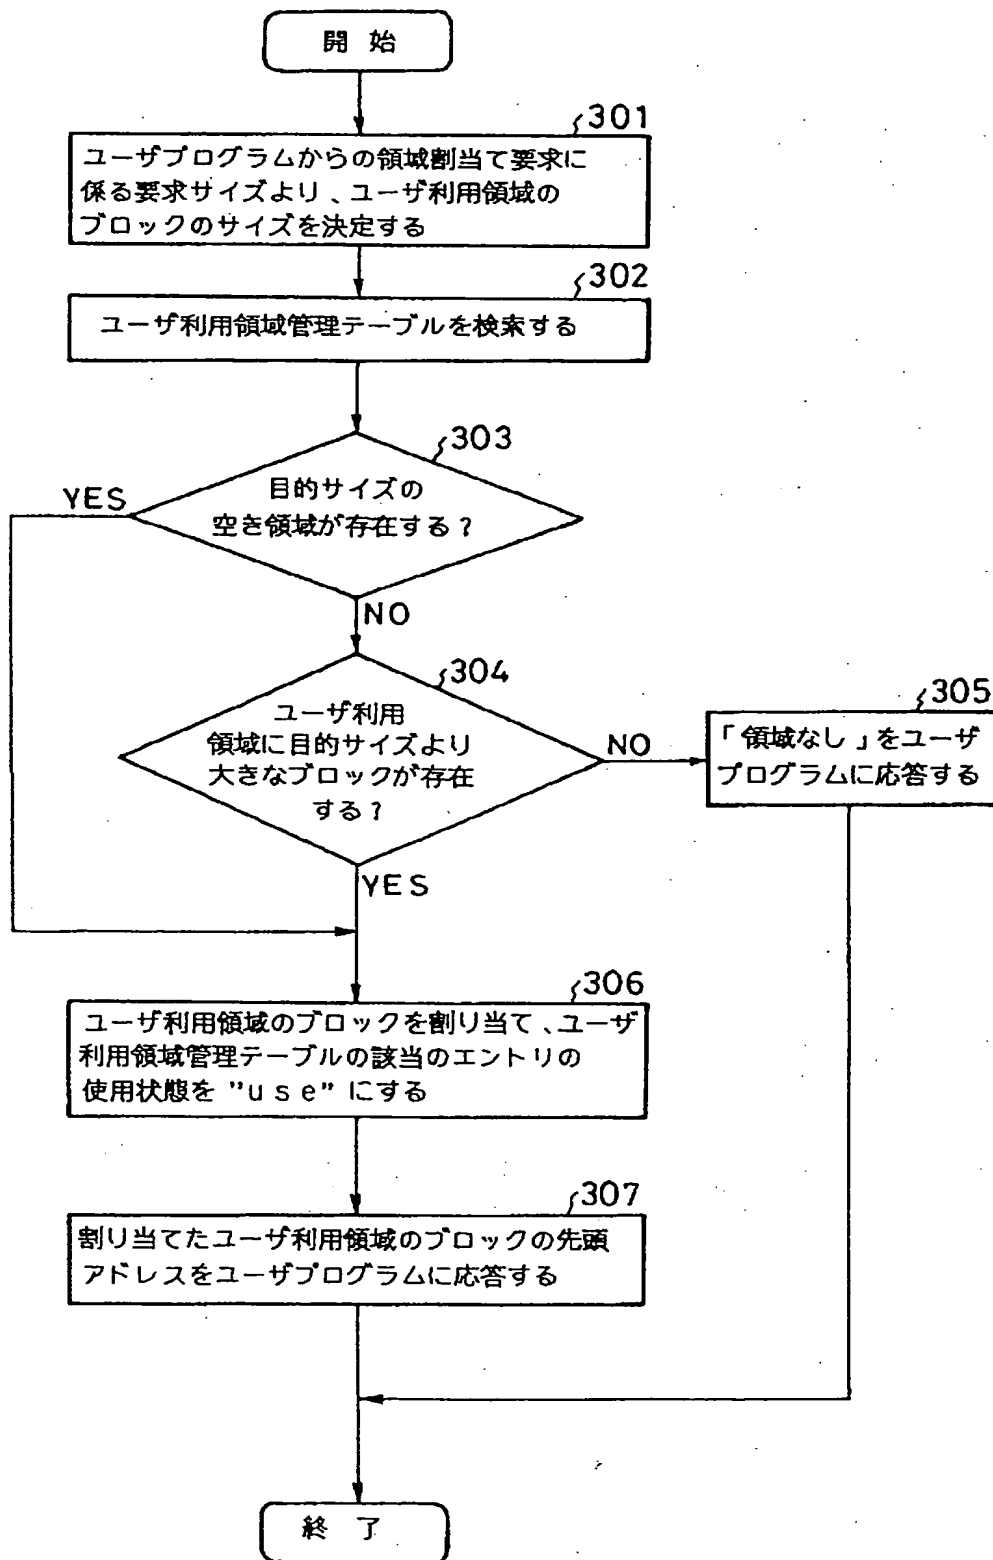 開始
301
ユーザプログラムからの領域割当て要求に
係る要求サイズより、ユーザ利用領域の
ブロックのサイズを決定する
302
ユーザ利用領域管理テーブルを検索する
303
目的サイズの
空き領域が存在する?
YES
NO
304
ユーザ利用
領域に目的サイズより
大きなブロックが存在
する?
NO
YES
305
「領域なし」をユーザ
プログラムに応答する
306
ユーザ利用領域のブロックを割り当て、ユーザ
利用領域管理テーブルの該当のエントリの
使用状態を "use" にする
307
割り当てたユーザ利用領域のブロックの先頭
アドレスをユーザプログラムに応答する
終了